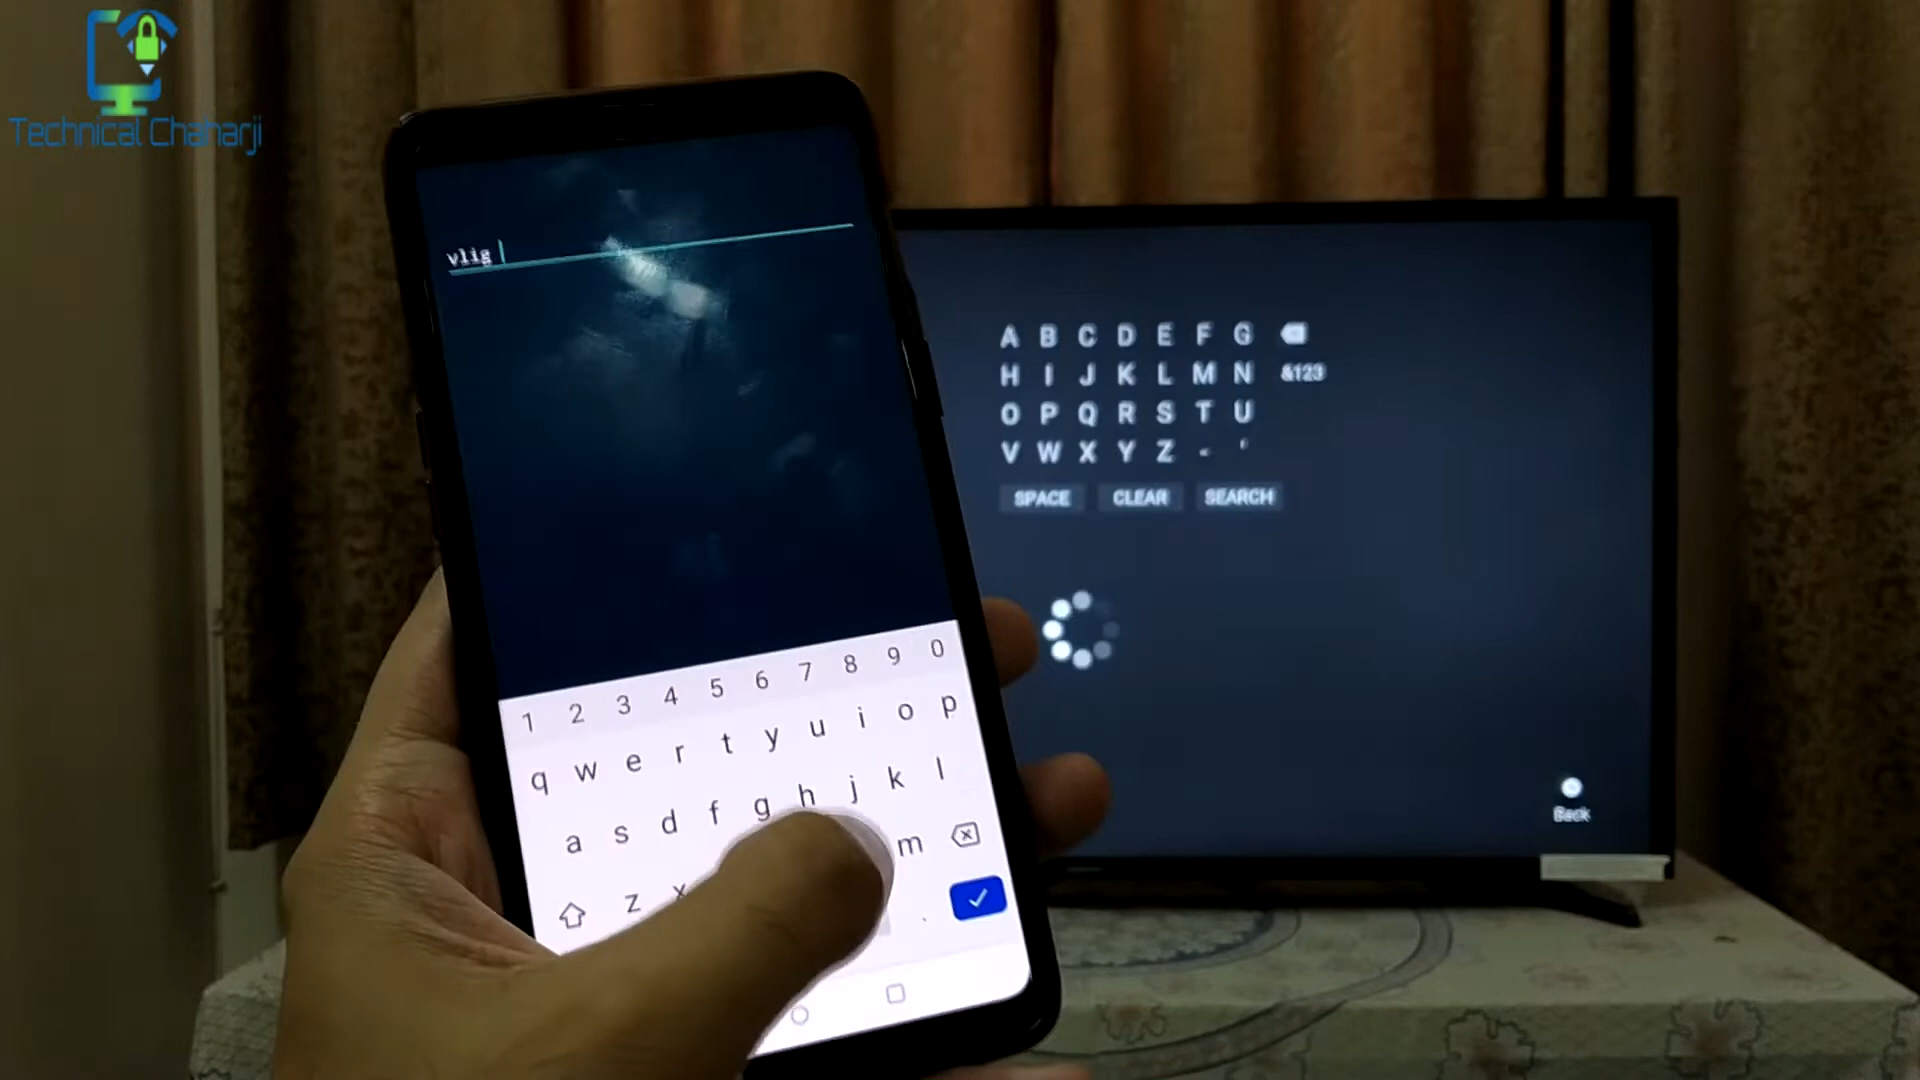 Technical Chaharji
vlig
1 2 3 4 5 6 7 8 9 0
q w e r t y u i o p
a s d f g h j k l
z x m
.
A B C D E F G
H I J K L M N &123
O P Q R S T U
V W X Y Z - '
SPACE CLEAR SEARCH
Back